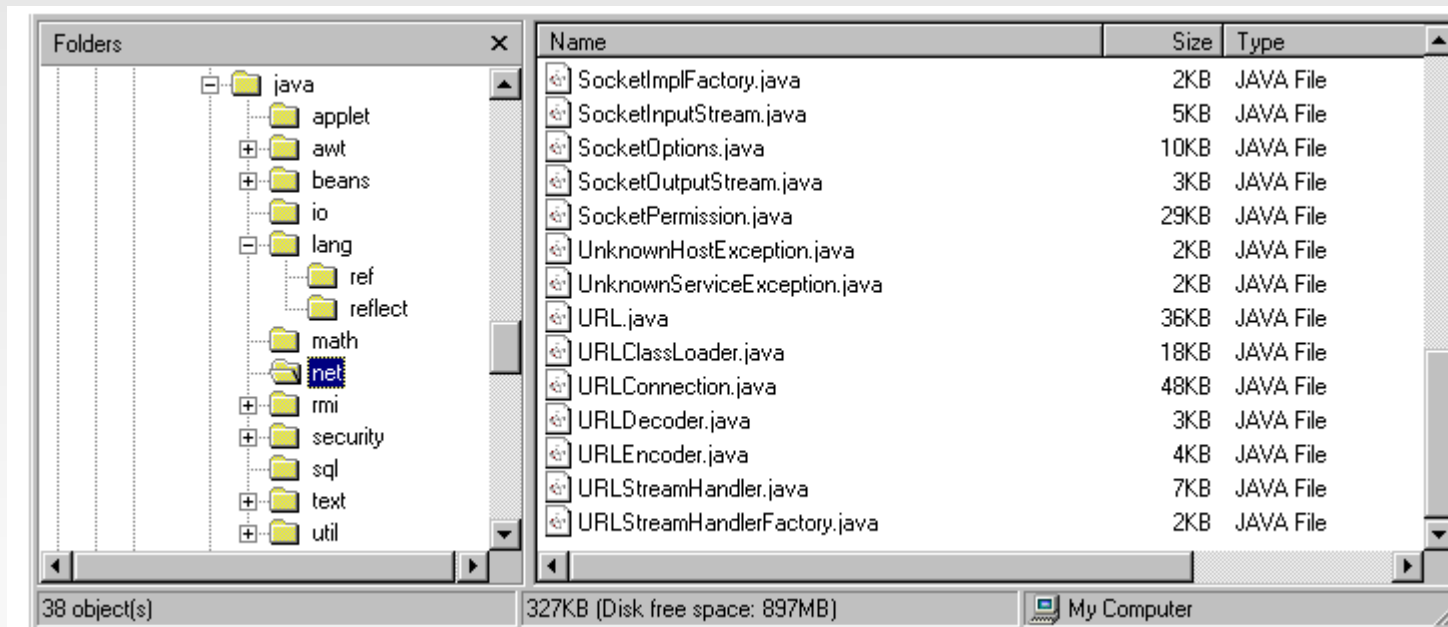 Folders
java
applet
awt
beans
io
lang
ref
reflect
math
net
rmi
security
sql
text
util
Name Size Type
SocketImplFactory.java 2KB JAVA File
SocketInputStream.java 5KB JAVA File
SocketOptions.java 10KB JAVA File
SocketOutputStream.java 3KB JAVA File
SocketPermission.java 29KB JAVA File
UnknownHostException.java 2KB JAVA File
UnknownServiceException.java 2KB JAVA File
URL.java 36KB JAVA File
URLClassLoader.java 18KB JAVA File
URLConnection.java 48KB JAVA File
URLDecoder.java 3KB JAVA File
URLEncoder.java 4KB JAVA File
URLStreamHandler.java 7KB JAVA File
URLStreamHandlerFactory.java 2KB JAVA File
38 object(s) 327KB (Disk free space: 897MB) My Computer